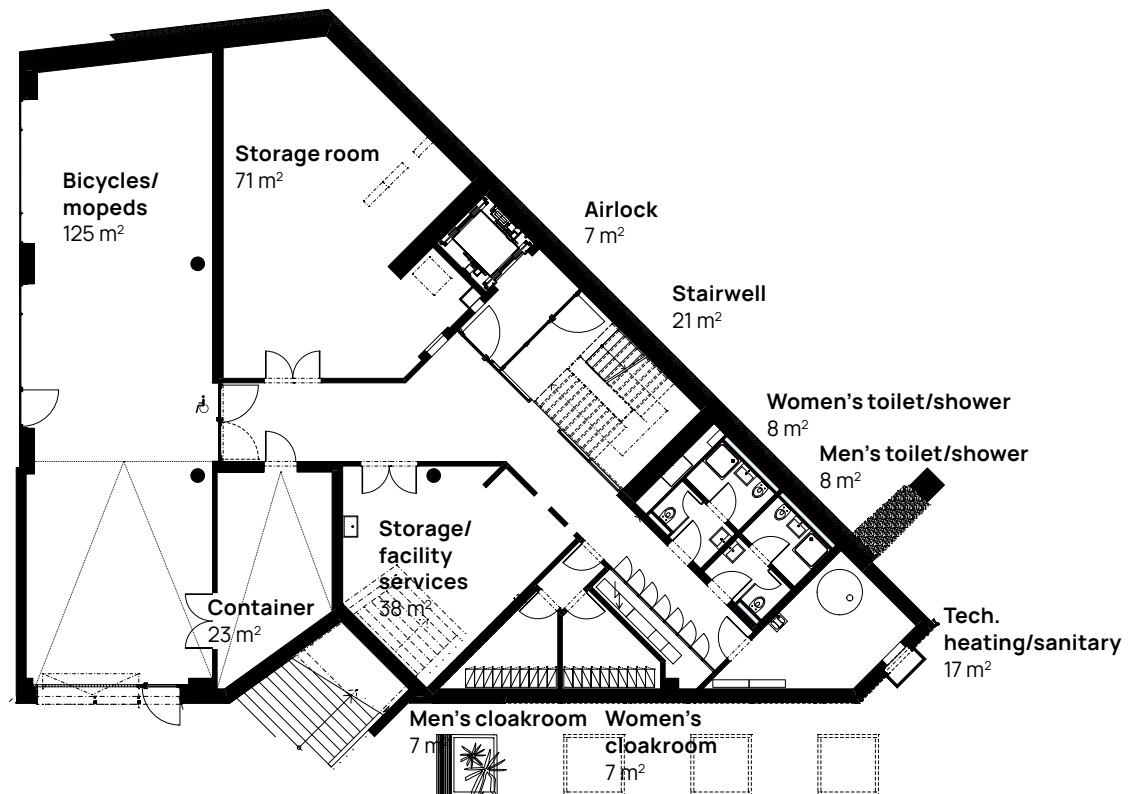 Storage room
71 m²
Bicycles/
mopeds
125 m²
Airlock
7 m²
Stairwell
21 m²
Women's toilet/shower
8 m²
Men's toilet/shower
8 m²
Storage/
facility
services
38 m²
Container
23 m²
Tech.
heating/sanitary
17 m²
Men's cloakroom
7 m²
Women's
cloakroom
7 m²